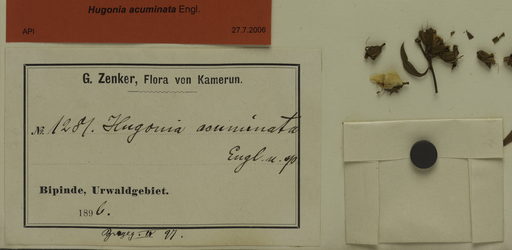 Hugonia acuminata Engl.
API 27.7.2006
G. Zenker, Flora von Kamerun.
№ 1281. Hugonia acuminata
Engl. n. sp
Bipinde, Urwaldgebiet.
1896.
97.